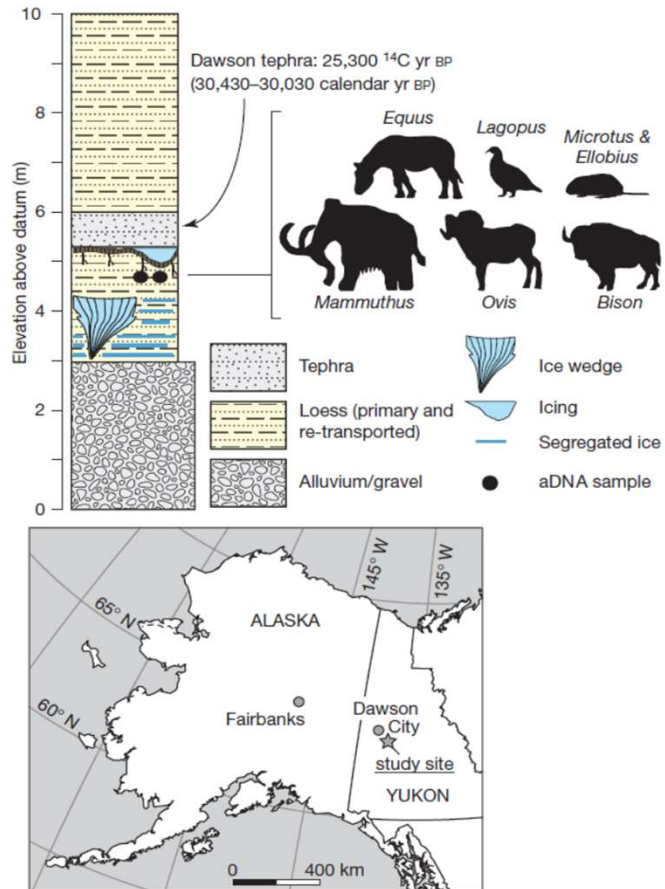 10
8
6
4
2
0
Elevation above datum (m)
Dawson tephra: 25,300 14C yr BP
(30,430–30,030 calendar yr BP)
Equus
Lagopus
Microtus &
Ellobius
Mammuthus
Ovis
Bison
Tephra
Loess (primary and
re-transported)
Alluvium/gravel
Ice wedge
Icing
Segregated ice
aDNA sample
145° W
135° W
65° N
60° N
ALASKA
Fairbanks
Dawson
City
study site
YUKON
0 400 km